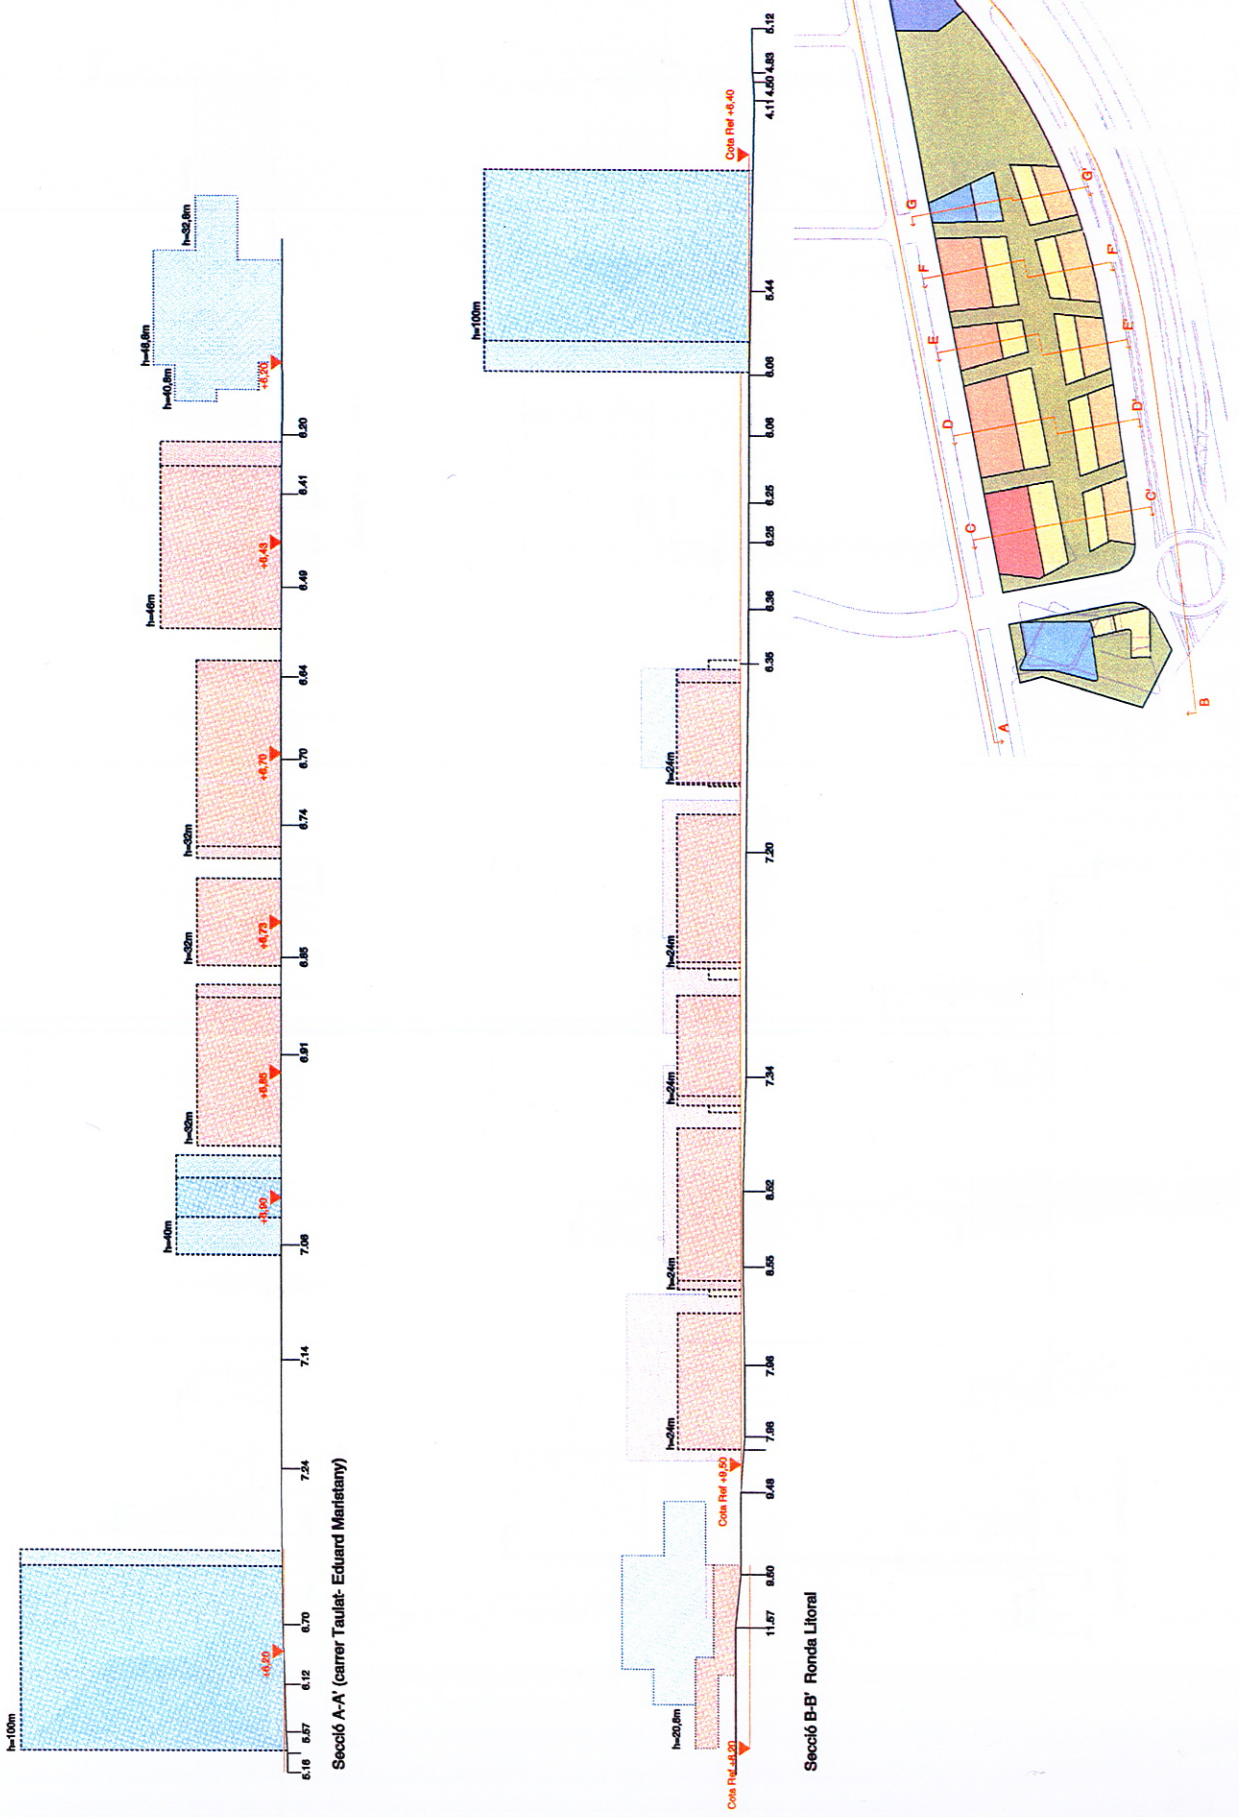 h=100m
h=40m
h=32m
h=32m
h=32m
h=46m
h=40,8m
h=48,8m
h=32,8m
+6,20
+6,90
+6,85
+6,73
+6,70
+6,43
+6,20
5.16
5.57
6.12
6.70
7.24
7.14
7.08
6.91
6.85
6.74
6.70
6.64
6.49
6.41
6.20
Secció A-A' (carrer Taulat- Eduard Maristany)
h=20,8m
h=24m
h=24m
h=24m
h=24m
h=24m
h=100m
Cota Ref +8,20
Cota Ref +9,50
Cota Ref +6,40
11.57
9.60
9.48
7.96
7.96
8.55
8.52
7.34
7.20
6.35
6.36
6.25
6.25
6.06
6.06
5.44
4.11
4.50
4.83
5.12
Secció B-B' Ronda Litoral
A
B
C
C'
D
D'
E
E'
F
F'
G
G'